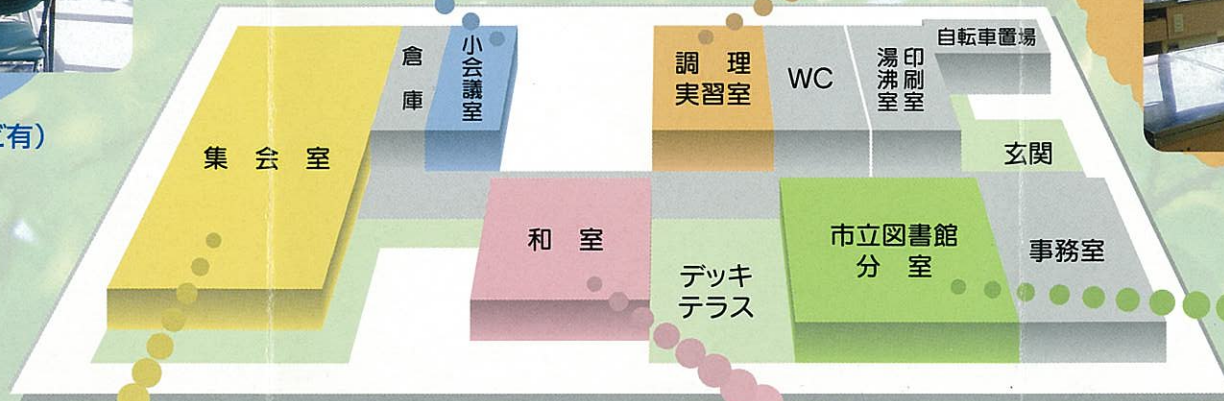 ビ有)
集会室
倉庫
小会議室
調理
実習室
WC
印刷室
湯沸室
自転車置場
玄関
和室
デッキ
テラス
市立図書館
分室
事務室